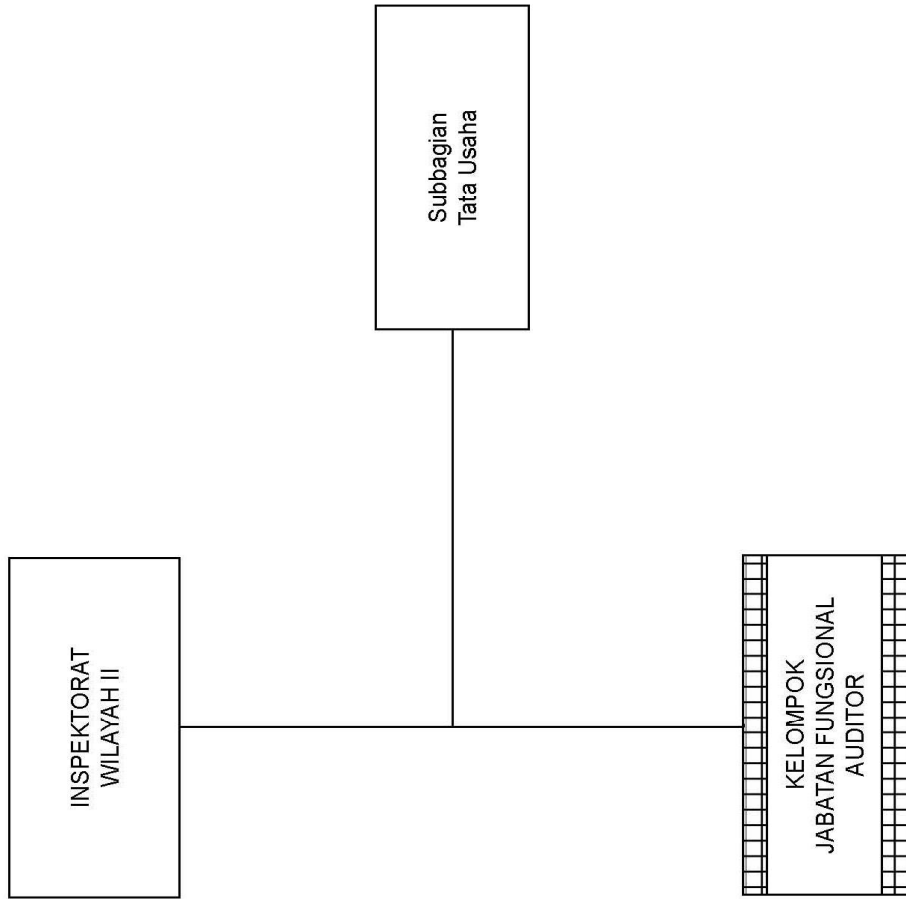 INSPEKTORAT
WILAYAH II
Subbagian
Tata Usaha
KELOMPOK
JABATAN FUNGSIONAL
AUDITOR